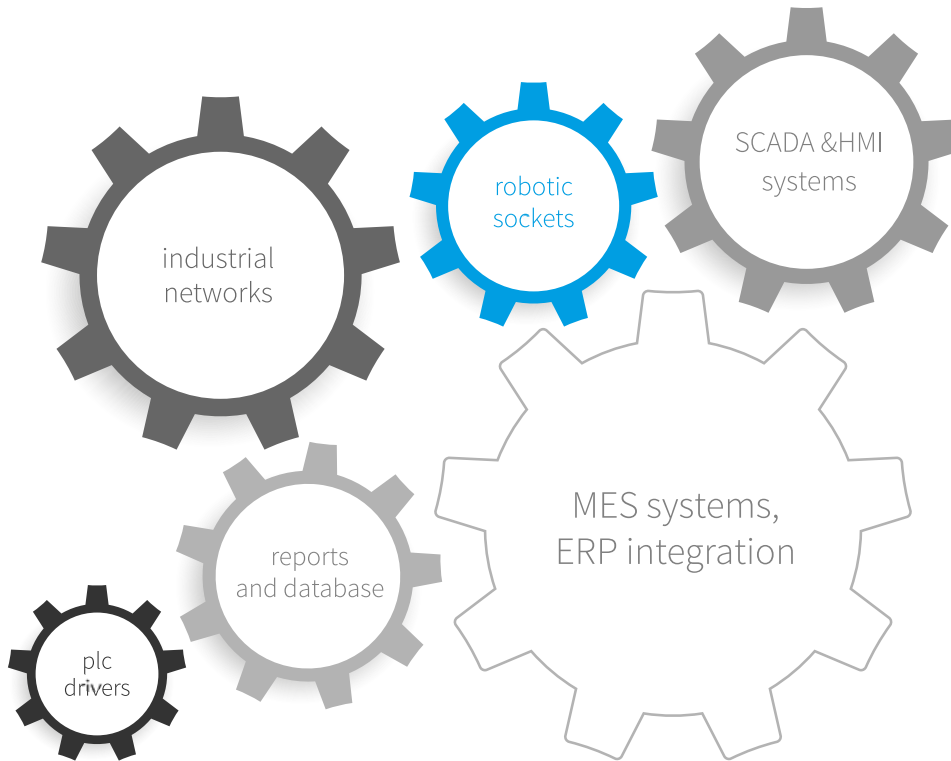 SCADA &HMI
systems
robotic
sockets
industrial
networks
MES systems,
ERP integration
reports
and database
plc
drivers